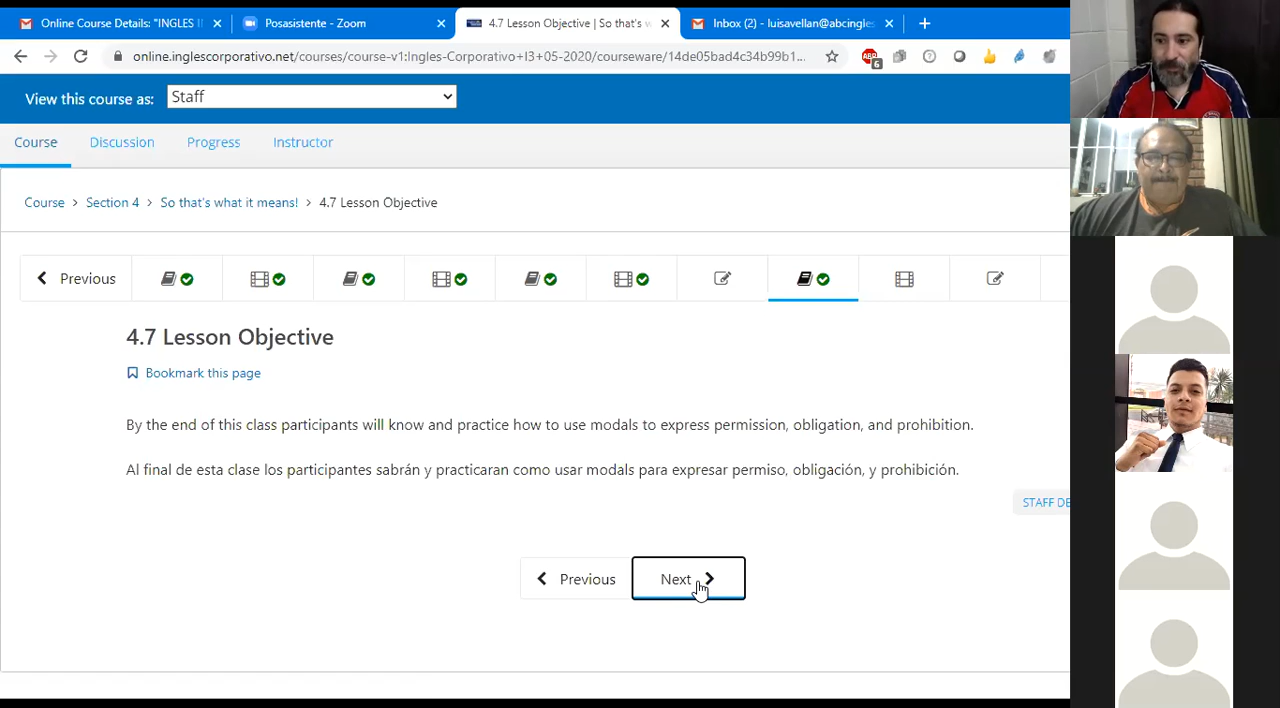 Online Course Details: "INGLES I
Posasistente - Zoom
4.7 Lesson Objective | So that's w
Inbox (2) - luisavellan@abcingles
online.inglescorporativo.net/courses/course-v1:Ingles-Corporativo+I3+05-2020/courseware/14de05bad4c34b99b1...
6
View this course as:
Staff
Course
Discussion
Progress
Instructor
Course > Section 4 > So that's what it means! > 4.7 Lesson Objective
Previous
4.7 Lesson Objective
Bookmark this page
By the end of this class participants will know and practice how to use modals to express permission, obligation, and prohibition.
Al final de esta clase los participantes sabrán y practicaran como usar modals para expresar permiso, obligación, y prohibición.
STAFF DE
Previous
Next